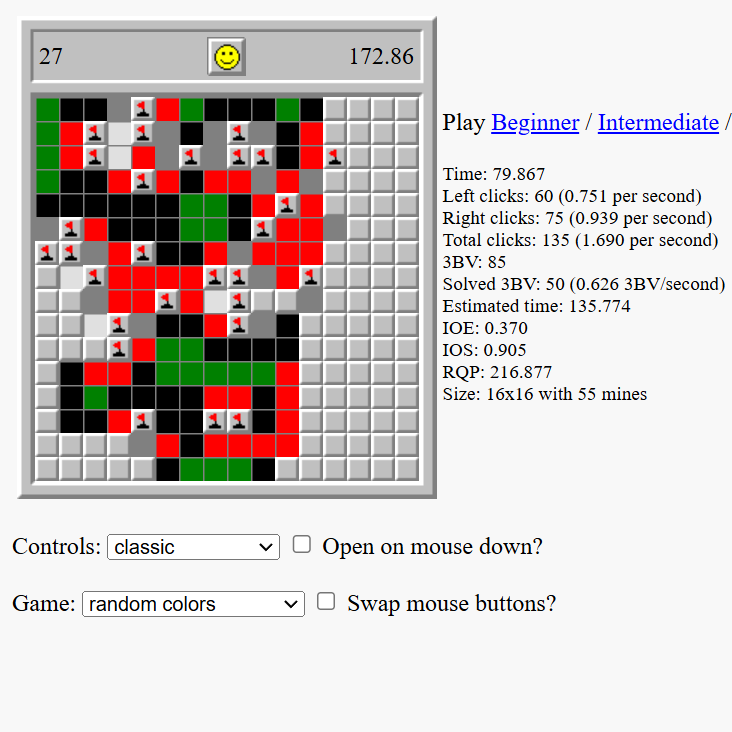 27 172.86
Play Beginner / Intermediate /
Time: 79.867
Left clicks: 60 (0.751 per second)
Right clicks: 75 (0.939 per second)
Total clicks: 135 (1.690 per second)
3BV: 85
Solved 3BV: 50 (0.626 3BV/second)
Estimated time: 135.774
IOE: 0.370
IOS: 0.905
RQP: 216.877
Size: 16x16 with 55 mines
Controls: classic Open on mouse down?
Game: random colors Swap mouse buttons?